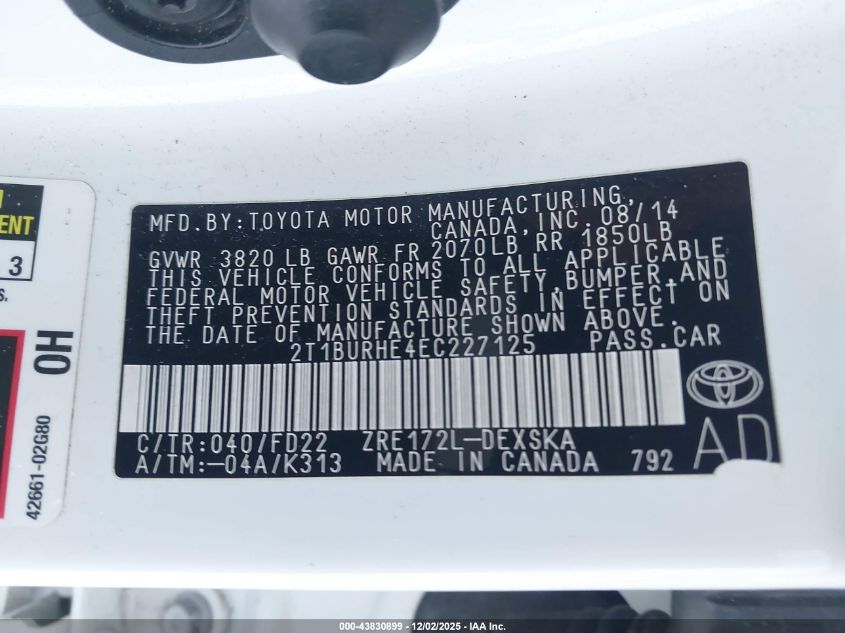 MFD.BY:TOYOTA MOTOR MANUFACTURING,
CANADA,INC. 08/14
GVWR 3820 LB GAWR FR 2070LB RR 1850LB
THIS VEHICLE CONFORMS TO ALL APPLICABLE
FEDERAL MOTOR VEHICLE SAFETY,BUMPER,AND
THEFT PREVENTION STANDARDS IN EFFECT ON
THE DATE OF MANUFACTURE SHOWN ABOVE.
2T1BURHE4EC227125 PASS.CAR
C/TR:040/FD22 ZRE172L-DEXSKA
A/TM:-04A/K313 MADE IN CANADA 792
AD
3
OH
42661-02G80
000-43830899 - 12/02/2025 - IAA Inc.